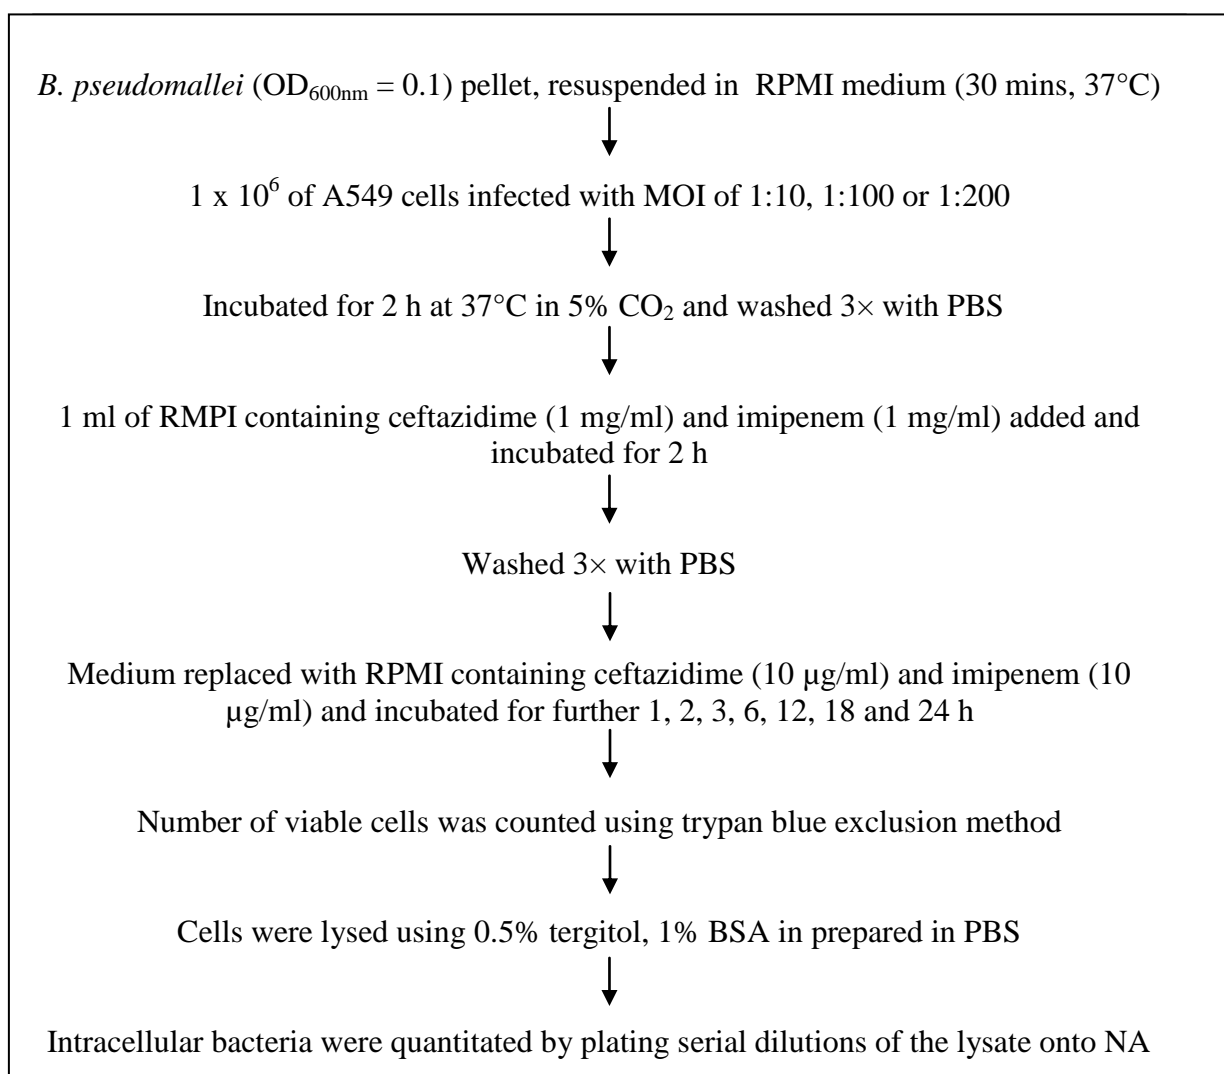 B. pseudomallei (OD600nm = 0.1) pellet, resuspended in RPMI medium (30 mins, 37°C)
1 x 10^6 of A549 cells infected with MOI of 1:10, 1:100 or 1:200
Incubated for 2 h at 37°C in 5% CO2 and washed 3× with PBS
1 ml of RMPI containing ceftazidime (1 mg/ml) and imipenem (1 mg/ml) added and
incubated for 2 h
Washed 3× with PBS
Medium replaced with RPMI containing ceftazidime (10 µg/ml) and imipenem (10
µg/ml) and incubated for further 1, 2, 3, 6, 12, 18 and 24 h
Number of viable cells was counted using trypan blue exclusion method
Cells were lysed using 0.5% tergitol, 1% BSA in prepared in PBS
Intracellular bacteria were quantitated by plating serial dilutions of the lysate onto NA